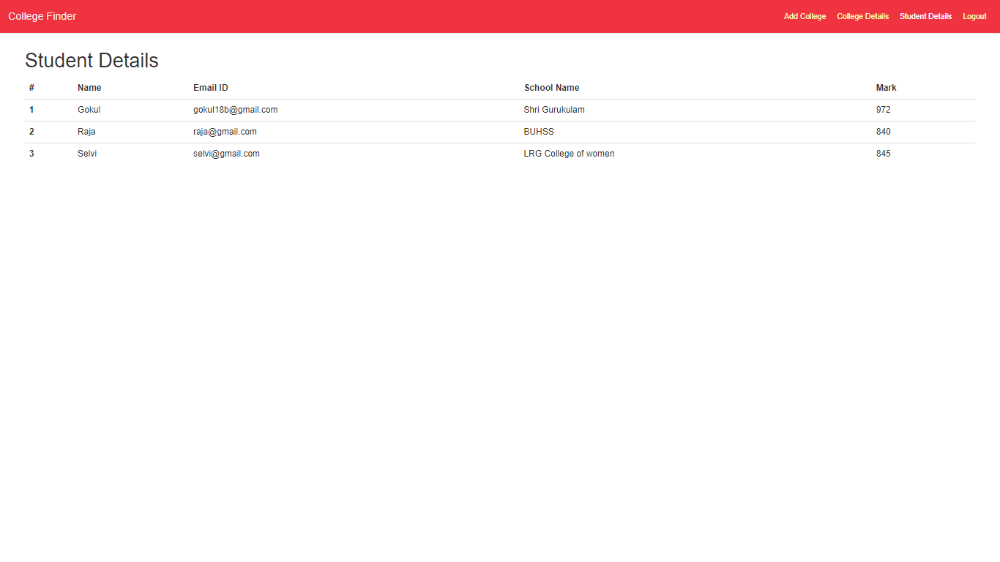 College Finder Add College College Details Student Details Logout
Student Details
# Name Email ID School Name Mark
1 Gokul gokul18b@gmail.com Shri Gurukulam 972
2 Raja raja@gmail.com BUHSS 840
3 Selvi selvi@gmail.com LRG College of women 845